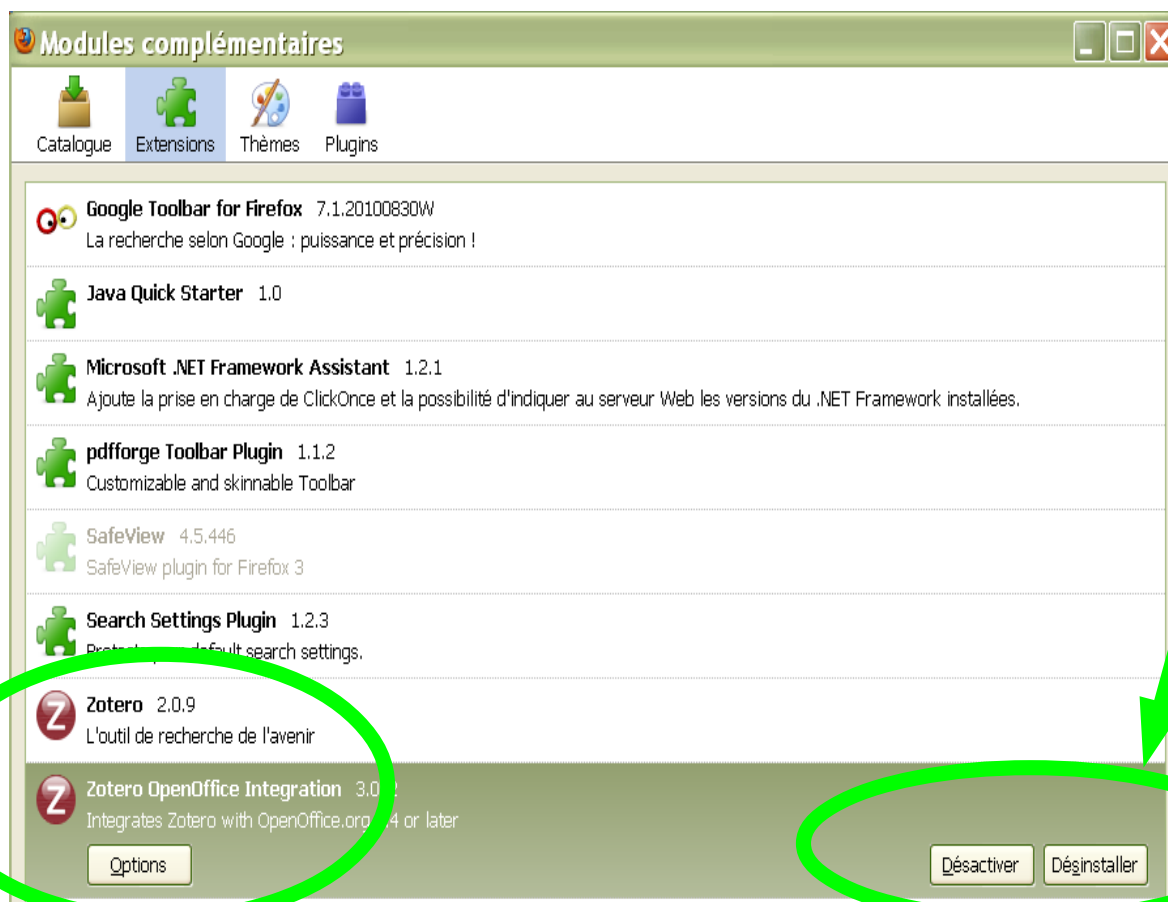 Modules complémentaires
Catalogue Extensions Thèmes Plugins
Google Toolbar for Firefox 7.1.20100830W
La recherche selon Google : puissance et précision !
Java Quick Starter 1.0
Microsoft .NET Framework Assistant 1.2.1
Ajoute la prise en charge de ClickOnce et la possibilité d'indiquer au serveur Web les versions du .NET Framework installées.
pdfforge Toolbar Plugin 1.1.2
Customizable and skinnable Toolbar
SafeView 4.5.446
SafeView plugin for Firefox 3
Search Settings Plugin 1.2.3
default search settings.
Zotero 2.0.9
L'outil de recherche de l'avenir
Zotero OpenOffice Integration
Integrates Zotero with OpenOffice.org or later
Options Désactiver Désinstaller